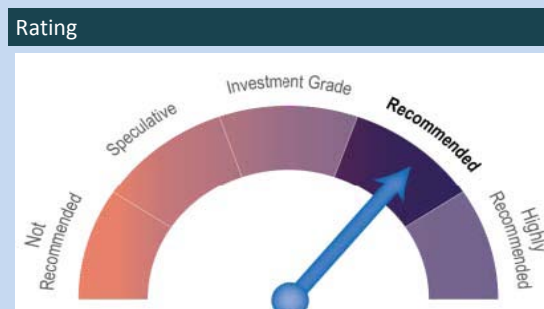 Rating
Not
Recommended
Speculative
Investment Grade
Recommended
Highly
Recommended